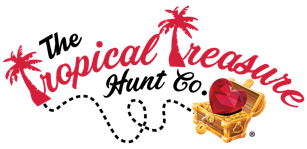 The
Tropical Treasure
Hunt Co.
®